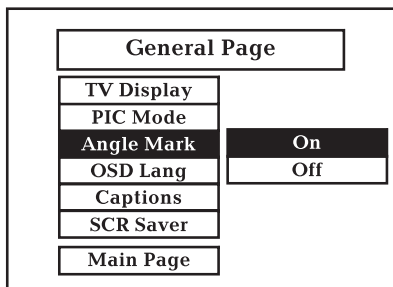 General Page
TV Display
PIC Mode
Angle Mark On
OSD Lang Off
Captions
SCR Saver
Main Page